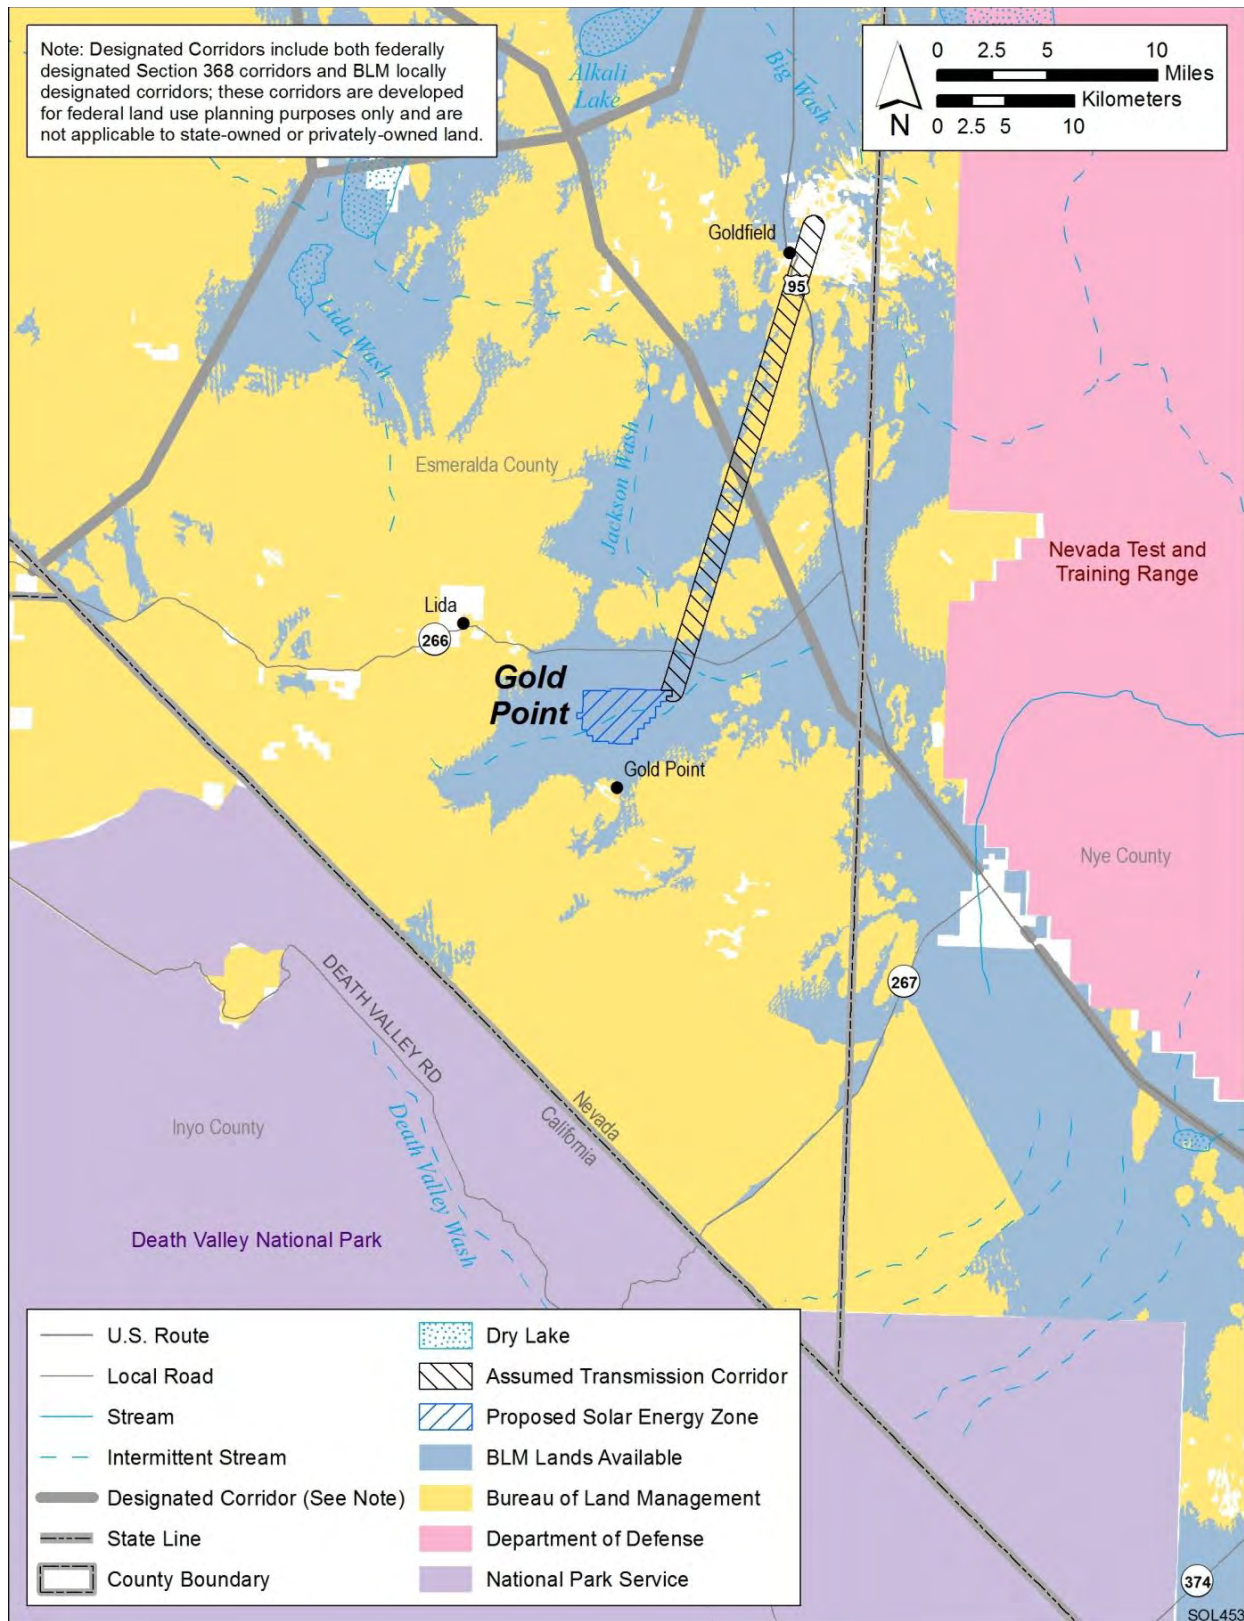 Note: Designated Corridors include both federally
designated Section 368 corridors and BLM locally
designated corridors; these corridors are developed
for federal land use planning purposes only and are
not applicable to state-owned or privately-owned land.
0 2.5 5 10
Miles
Kilometers
0 2.5 5 10
N
Alkali
Lake
Big Wash
Goldfield
95
Lida Wash
Esmeralda County
Jackson Wash
Nevada Test and
Training Range
Lida
266
Gold
Point
Gold Point
Nye County
267
DEATH VALLEY RD
Inyo County
Nevada
California
Death Valley Wash
Death Valley National Park
U.S. Route
Local Road
Stream
Intermittent Stream
Designated Corridor (See Note)
State Line
County Boundary
Dry Lake
Assumed Transmission Corridor
Proposed Solar Energy Zone
BLM Lands Available
Bureau of Land Management
Department of Defense
National Park Service
374
SOL453